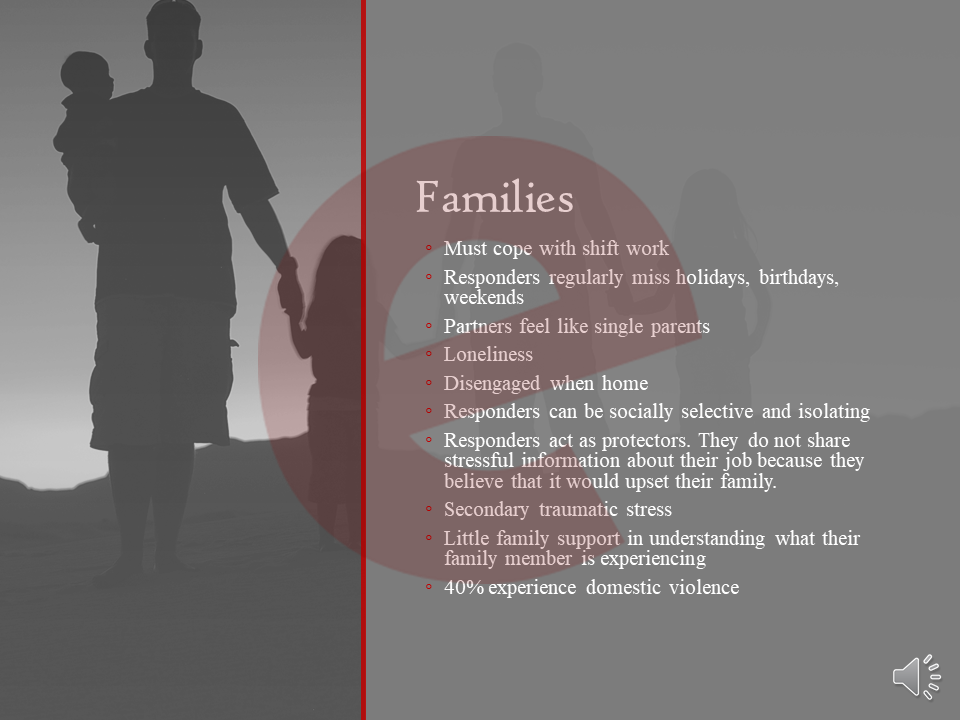 Families
Must cope with shift work
Responders regularly miss holidays, birthdays,
weekends
Partners feel like single parents
Loneliness
Disengaged when home
Responders can be socially selective and isolating
Responders act as protectors. They do not share
stressful information about their job because they
believe that it would upset their family.
Secondary traumatic stress
Little family support in understanding what their
family member is experiencing
40% experience domestic violence